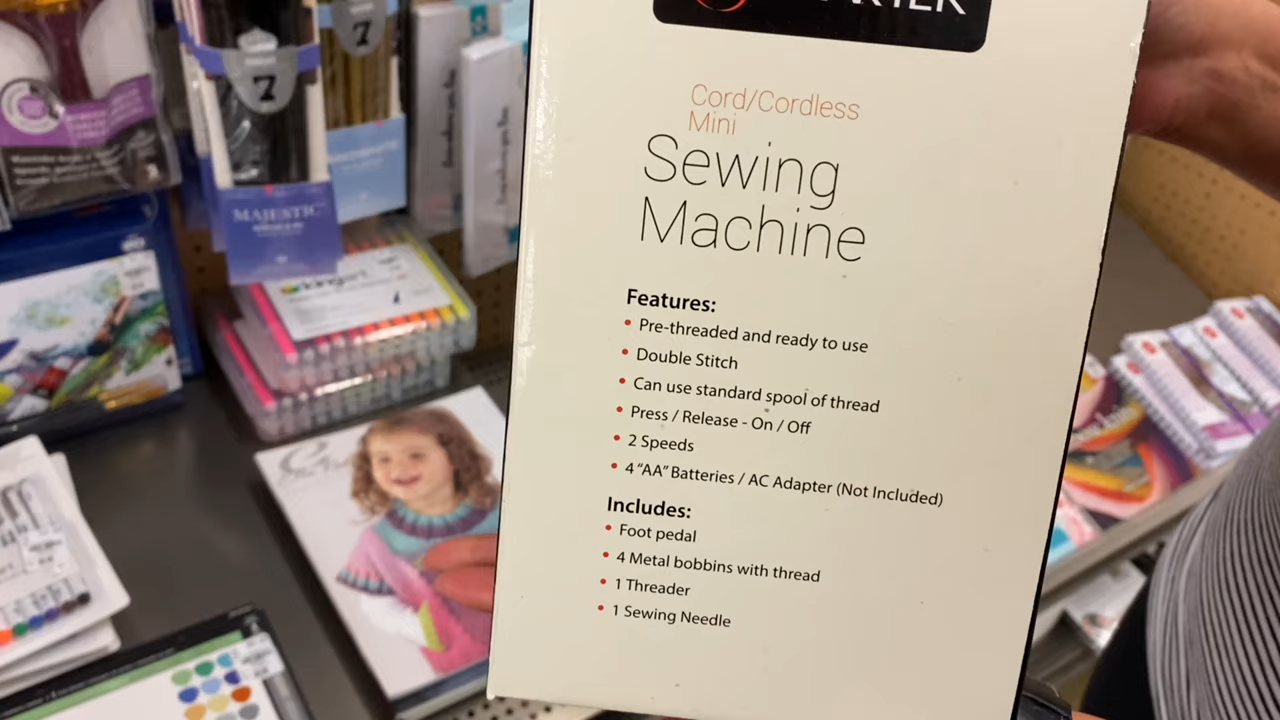 7
7
MAJESTIC
Cord/Cordless
Mini
Sewing
Machine
Features:
• Pre-threaded and ready to use
• Double Stitch
• Can use standard spool of thread
• Press / Release - On / Off
• 2 Speeds
• 4 “AA” Batteries / AC Adapter (Not Included)
Includes:
• Foot pedal
• 4 Metal bobbins with thread
• 1 Threader
• 1 Sewing Needle